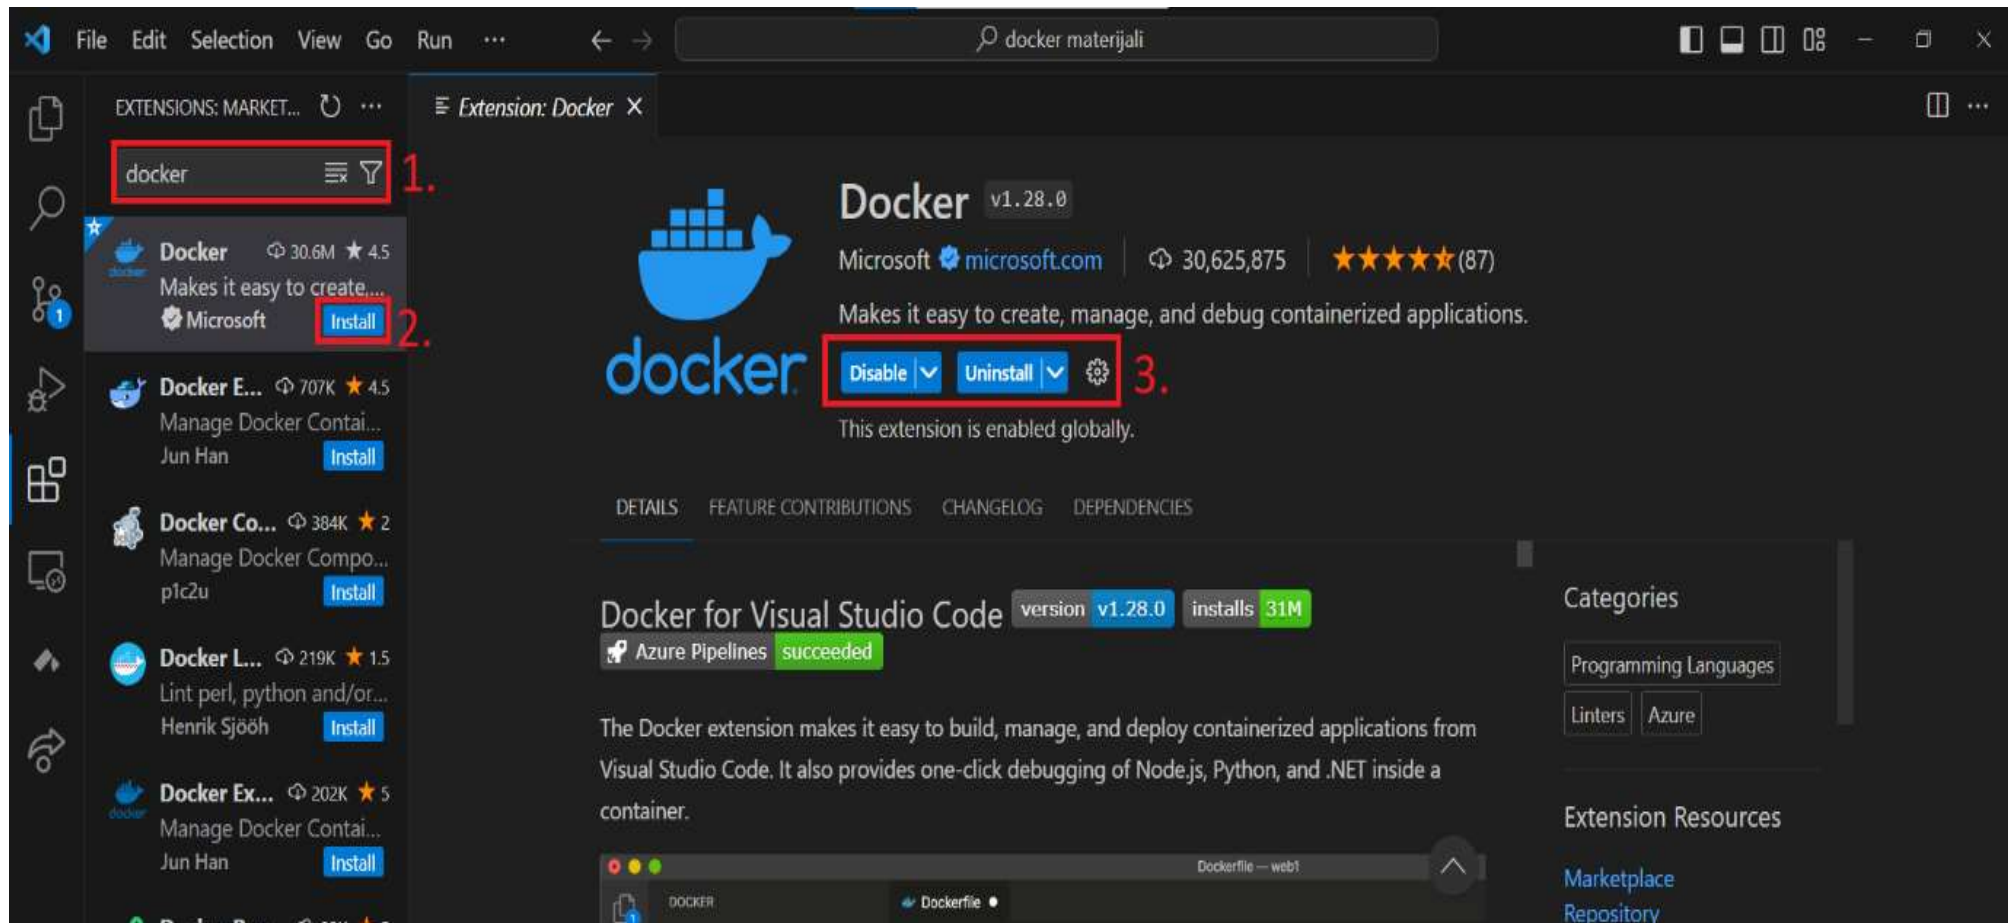 File Edit Selection View Go Run ··· docker materijali
EXTENSIONS: MARKET... ···
Extension: Docker
docker
1.
Docker 30.6M ★ 4.5
Makes it easy to create,...
Microsoft Install
2.
Docker E... 707K ★ 4.5
Manage Docker Contai...
Jun Han Install
Docker Co... 384K ★ 2
Manage Docker Compo...
p1c2u Install
Docker L... 219K ★ 1.5
Lint perl, python and/or...
Henrik Sjööh Install
Docker Ex... 202K ★ 5
Manage Docker Contai...
Jun Han Install
1
docker
docker
docker
Docker v1.28.0
Microsoft microsoft.com 30,625,875 ★★★★★ (87)
Makes it easy to create, manage, and debug containerized applications.
Disable Uninstall
3.
This extension is enabled globally.
DETAILS FEATURE CONTRIBUTIONS CHANGELOG DEPENDENCIES
Docker for Visual Studio Code version v1.28.0 installs 31M
Azure Pipelines succeeded
The Docker extension makes it easy to build, manage, and deploy containerized applications from
Visual Studio Code. It also provides one-click debugging of Node.js, Python, and .NET inside a
container.
Dockerfile — web1
DOCKER Dockerfile ●
1
Categories
Programming Languages
Linters Azure
Extension Resources
Marketplace
Repository